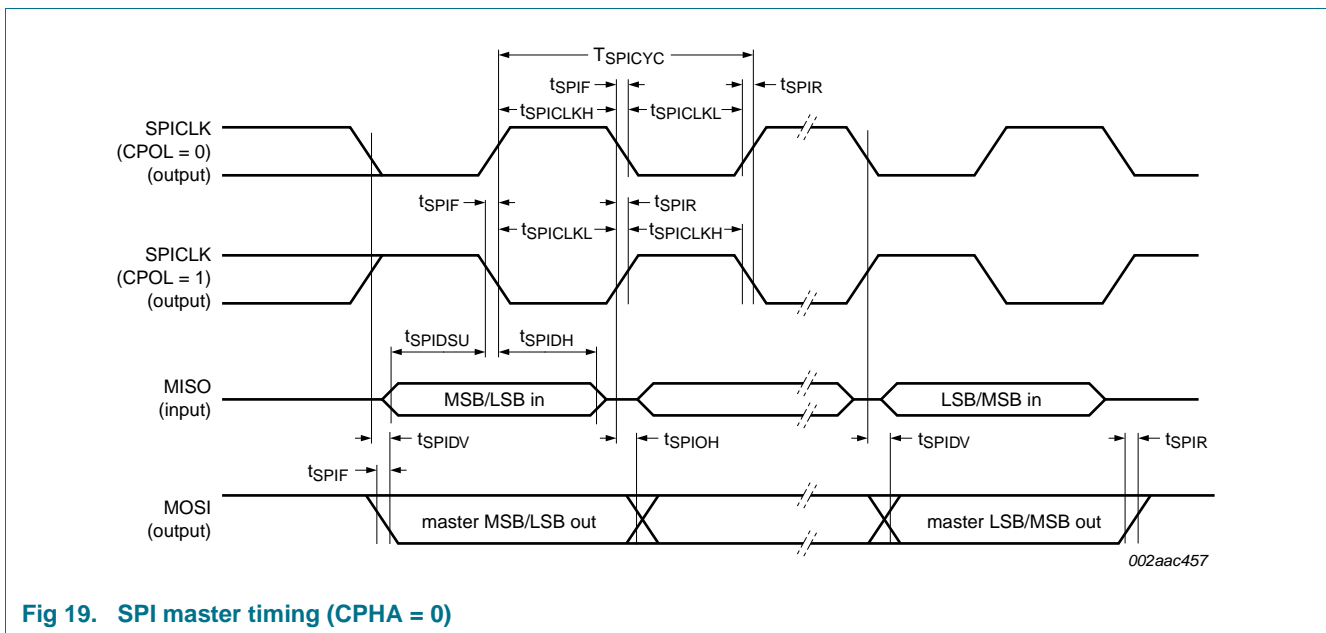 TSPICYC
tSPIF
tSPIR
tSPICLKH
tSPICLKL
SPICLK
(CPOL = 0)
(output)
tSPIF
tSPIR
tSPICLKL
tSPICLKH
SPICLK
(CPOL = 1)
(output)
tSPIDSU
tSPIDH
MISO
(input)
MSB/LSB in
LSB/MSB in
tSPIDV
tSPIOH
tSPIDV
tSPIR
tSPIF
MOSI
(output)
master MSB/LSB out
master LSB/MSB out
002aac457
Fig 19. SPI master timing (CPHA = 0)